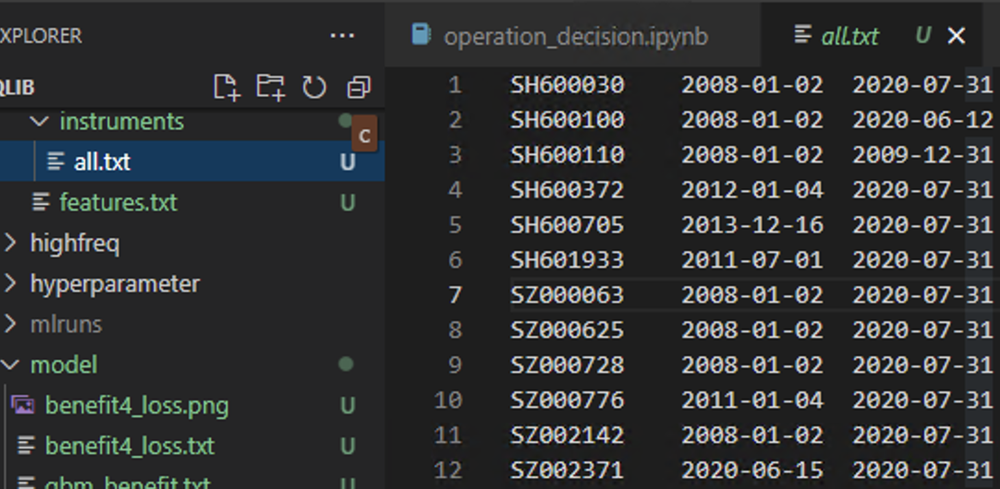 XPLORER ...
QLIB
instruments
C
all.txt U
features.txt U
highfreq
hyperparameter
mlruns
model
benefit4_loss.png U
benefit4_loss.txt U
gbm_benefit.txt U
operation_decision.ipynb all.txt U
1 SH600030 2008-01-02 2020-07-31
2 SH600100 2008-01-02 2020-06-12
3 SH600110 2008-01-02 2009-12-31
4 SH600372 2012-01-04 2020-07-31
5 SH600705 2013-12-16 2020-07-31
6 SH601933 2011-07-01 2020-07-31
7 SZ000063 2008-01-02 2020-07-31
8 SZ000625 2008-01-02 2020-07-31
9 SZ000728 2008-01-02 2020-07-31
10 SZ000776 2011-01-04 2020-07-31
11 SZ002142 2008-01-02 2020-07-31
12 SZ002371 2020-06-15 2020-07-31